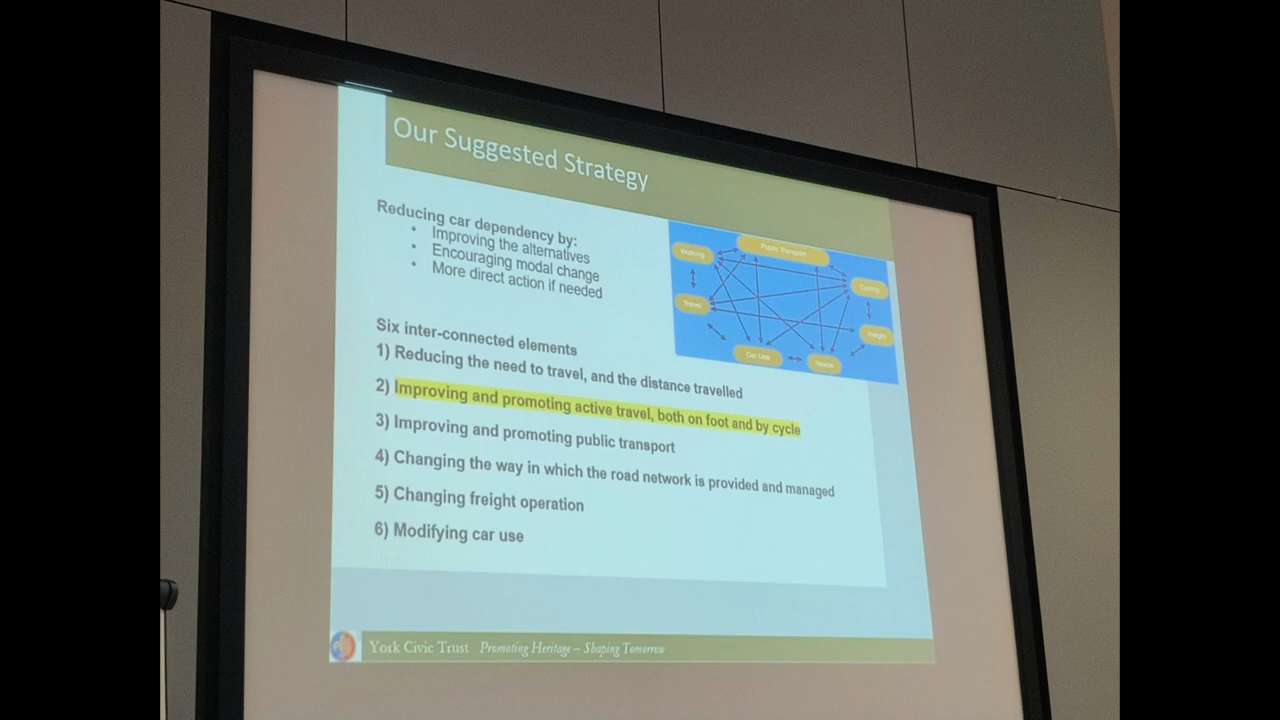 Our Suggested Strategy
Reducing car dependency by:
• Improving the alternatives
• Encouraging modal change
• More direct action if needed
Walking
Public Transport
Cycling
Travel
Freight
Car Use
Roads
Six inter-connected elements
1) Reducing the need to travel, and the distance travelled
2) Improving and promoting active travel, both on foot and by cycle
3) Improving and promoting public transport
4) Changing the way in which the road network is provided and managed
5) Changing freight operation
6) Modifying car use
York Civic Trust Promoting Heritage – Shaping Tomorrow